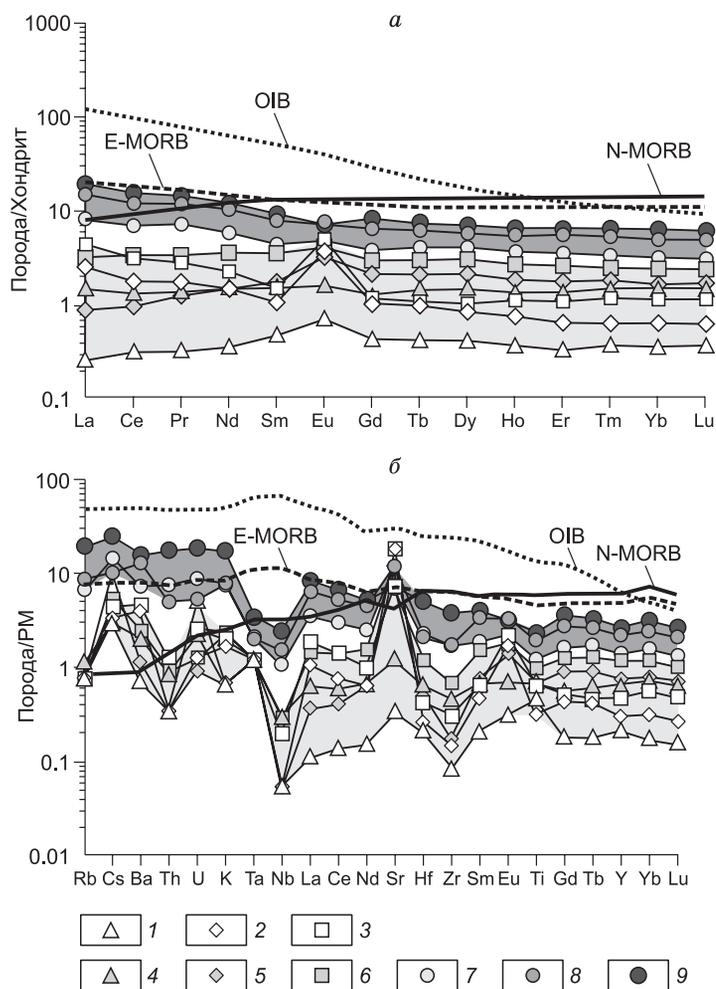 а
1000
100
10
1
0.1
Порода/Хондрит
OIB
E-MORB
N-MORB
La Ce Pr Nd Sm Eu Gd Tb Dy Ho Er Tm Yb Lu
б
100
10
1
0.1
0.01
Порода/PM
E-MORB
OIB
N-MORB
Rb Cs Ba Th U K Ta Nb La Ce Nd Sr Hf Zr Sm Eu Ti Gd Tb Y Yb Lu
1 2 3
4 5 6 7 8 9